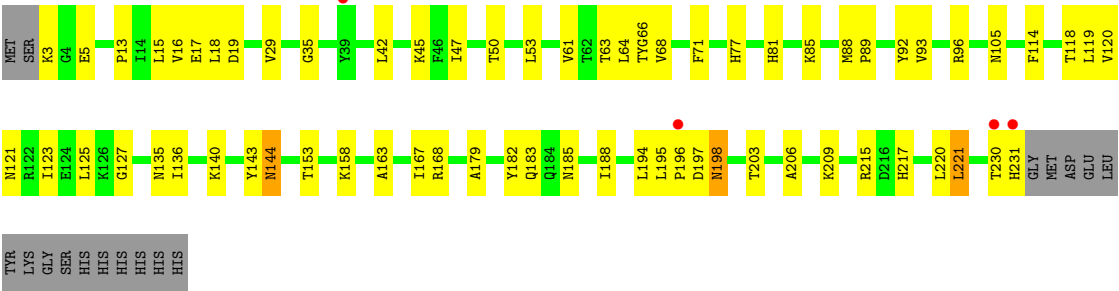 MET SER K3 G4 E5 P13 I14 L15 V16 E17 L18 D19 V29 G35 Y39 L42 K45 F46 I47 T50 L53 V61 T62 T63 L64 TYG66 V68 F71 H77 H81 K85 M88 P89 Y92 V93 R96 N105 F114 T118 L119 V120
N121 R122 I123 E124 L125 K126 G127 N135 I136 K140 Y143 N144 T153 K158 A163 I167 R168 A179 Y182 Q183 Q184 N185 I188 L194 L195 P196 D197 N198 T203 A206 K209 R215 D216 H217 L220 L221 T230 H231 GLY MET ASP GLU LEU
TYR LYS GLY SER HIS HIS HIS HIS HIS HIS